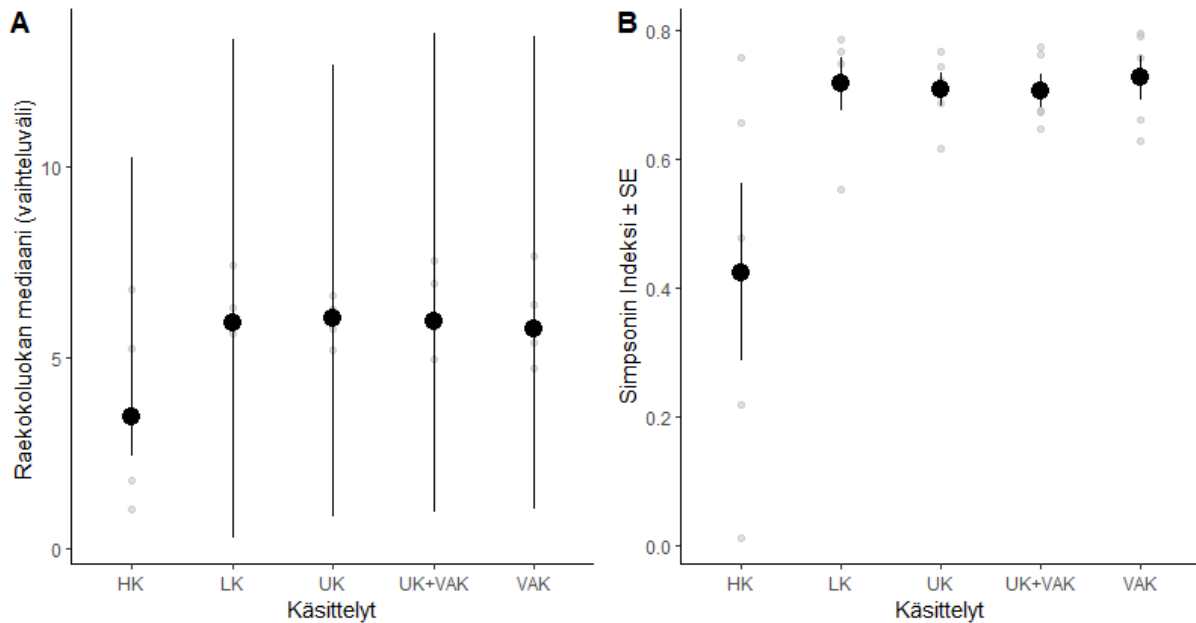 A
Raekokoluokan mediaani (vaihteluväli)
10
5
0
HK LK UK UK+VAK VAK
Käsittelyt
B
Simpsonin Indeksi ± SE
0.8
0.6
0.4
0.2
0.0
HK LK UK UK+VAK VAK
Käsittelyt